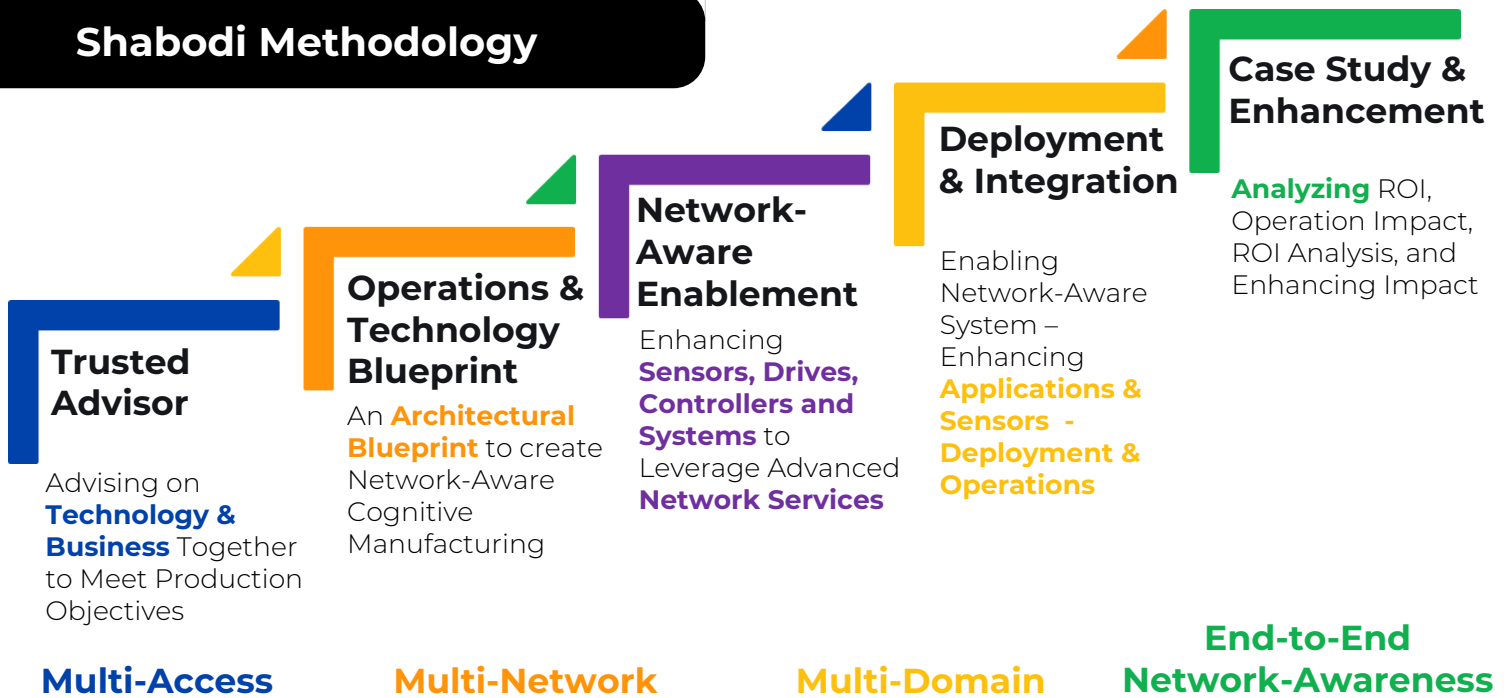 Shabodi Methodology
Trusted
Advisor
Advising on
Technology &
Business Together
to Meet Production
Objectives
Operations &
Technology
Blueprint
An Architectural
Blueprint to create
Network-Aware
Cognitive
Manufacturing
Network-
Aware
Enablement
Enhancing
Sensors, Drives,
Controllers and
Systems to
Leverage Advanced
Network Services
Deployment
& Integration
Enabling
Network-Aware
System –
Enhancing
Applications &
Sensors -
Deployment &
Operations
Case Study &
Enhancement
Analyzing ROI,
Operation Impact,
ROI Analysis, and
Enhancing Impact
Multi-Access
Multi-Network
Multi-Domain
End-to-End
Network-Awareness